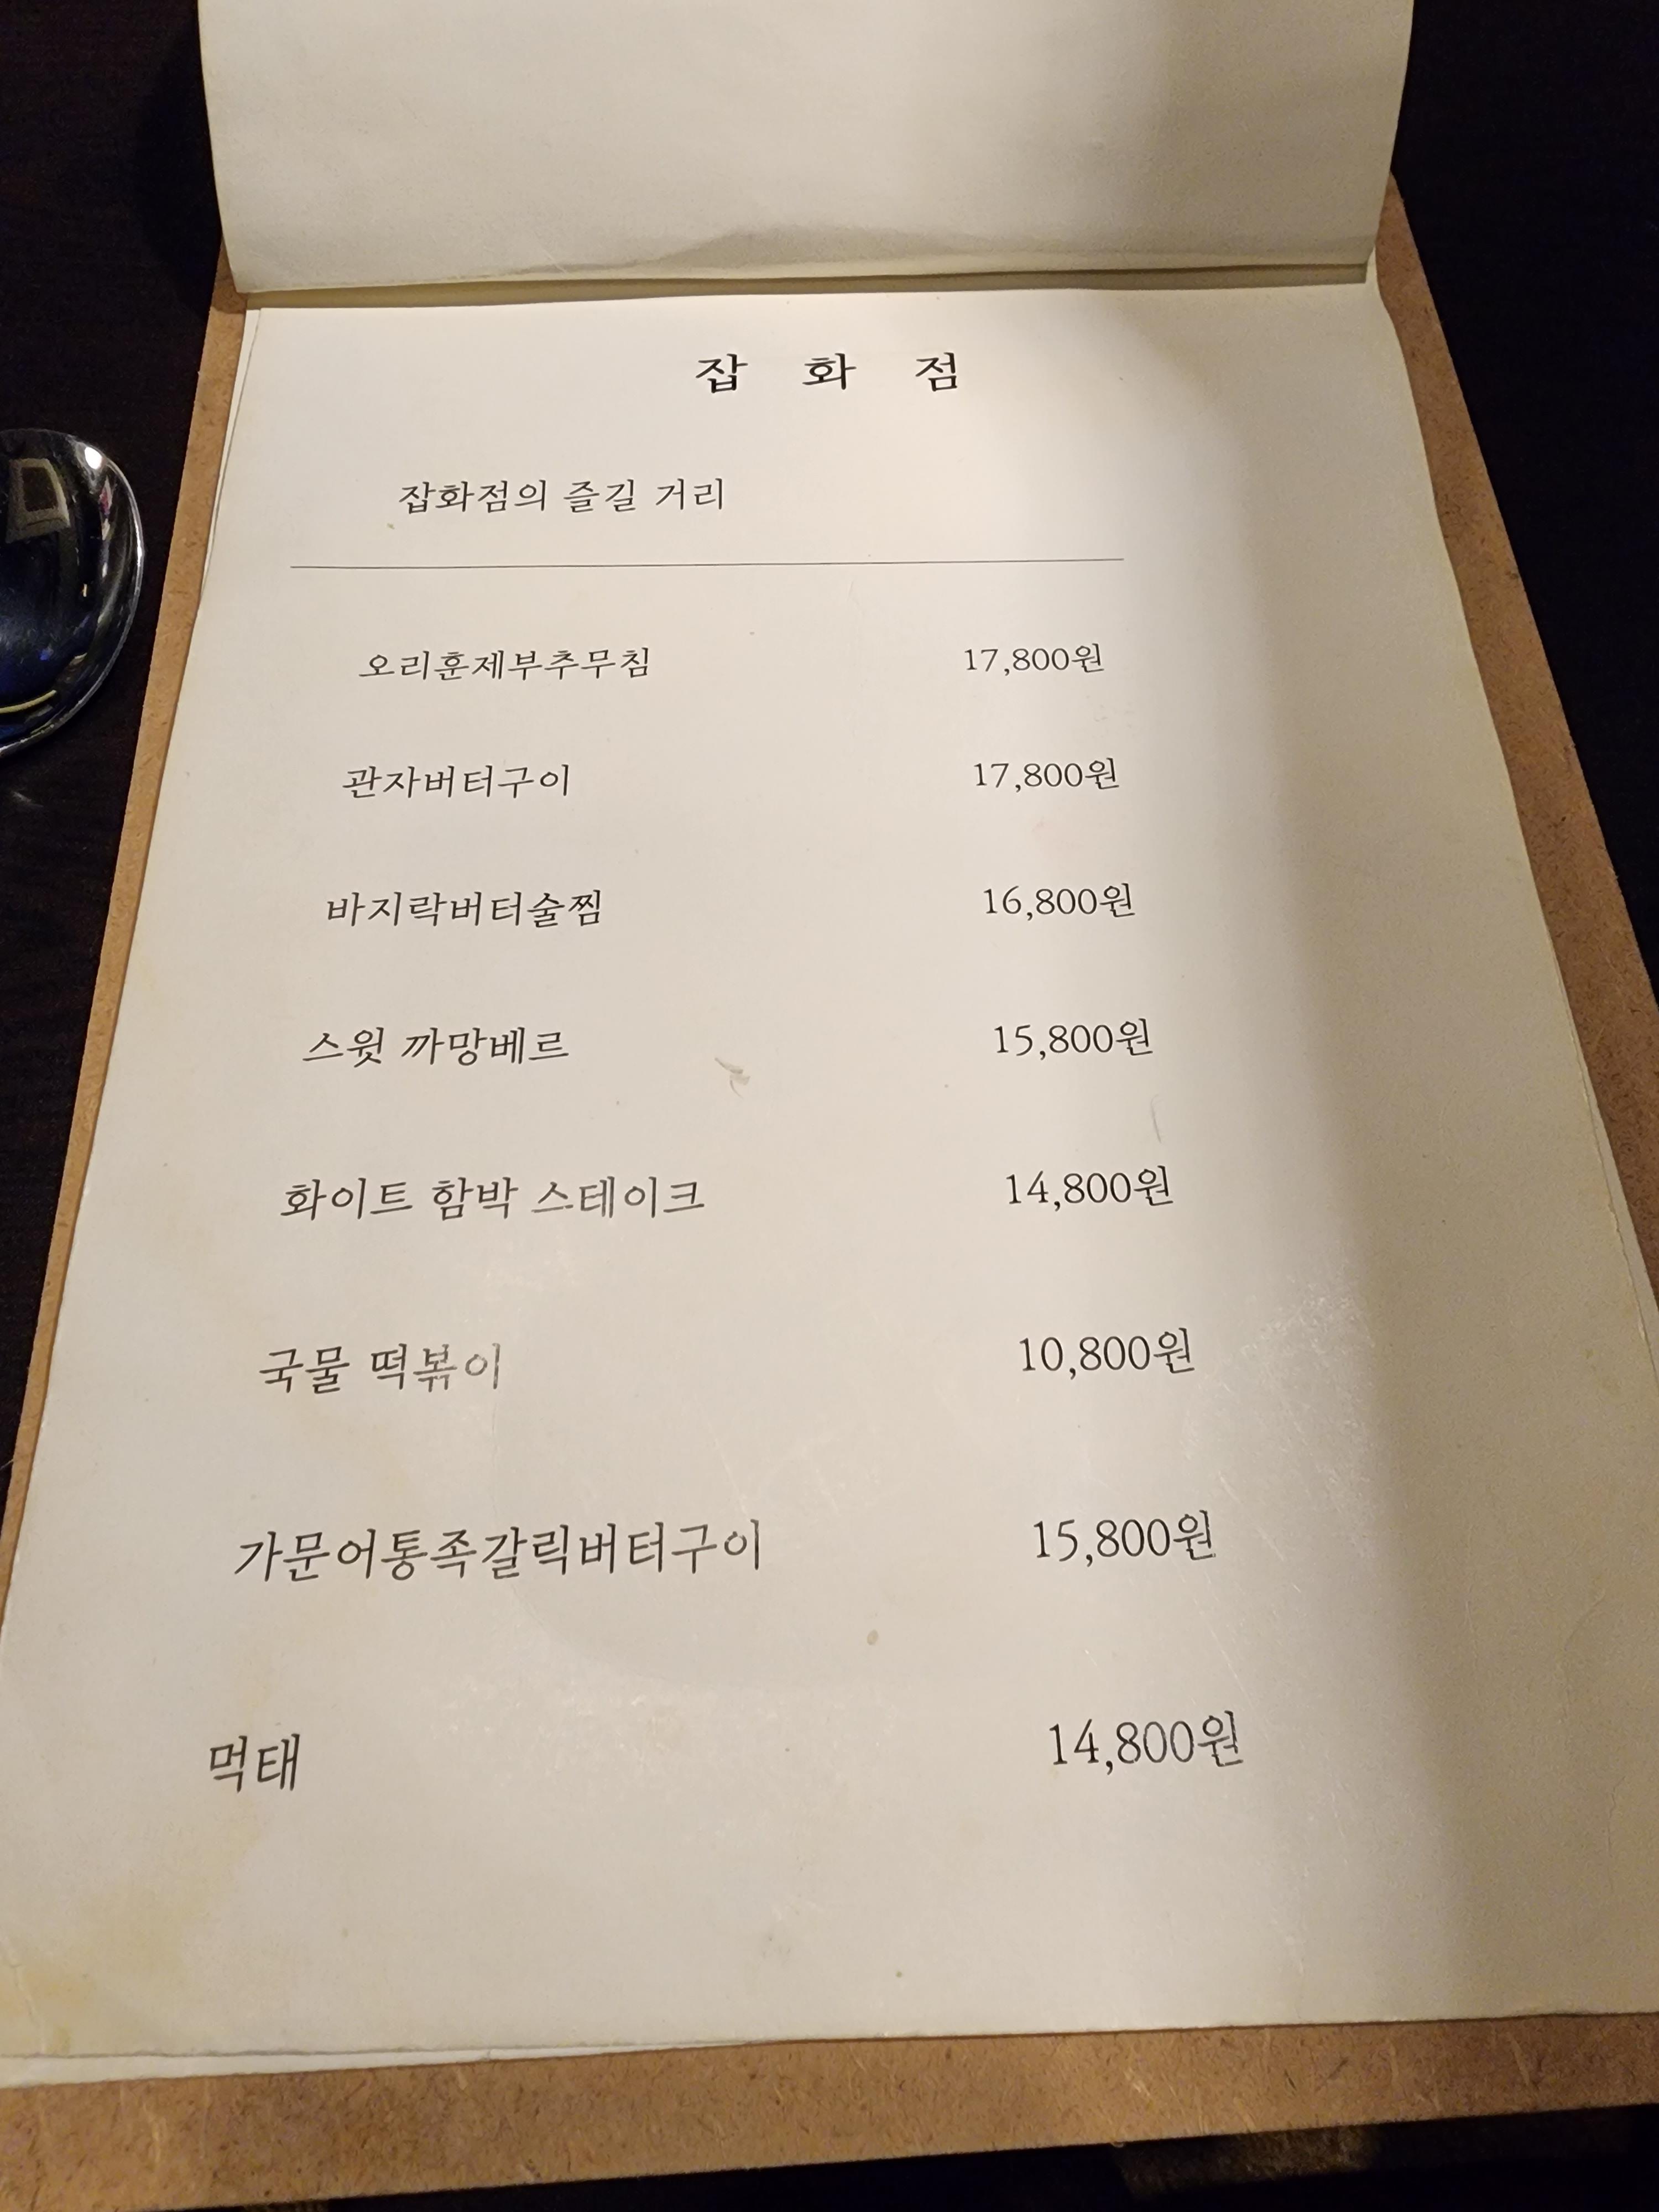 잡 화 점
잡화점의 즐길 거리
오리훈제부추무침 17,800원
관자버터구이 17,800원
바지락버터술찜 16,800원
스윗 까망베르 15,800원
화이트 함박 스테이크 14,800원
국물 떡볶이 10,800원
가문어통족갈릭버터구이 15,800원
먹태 14,800원